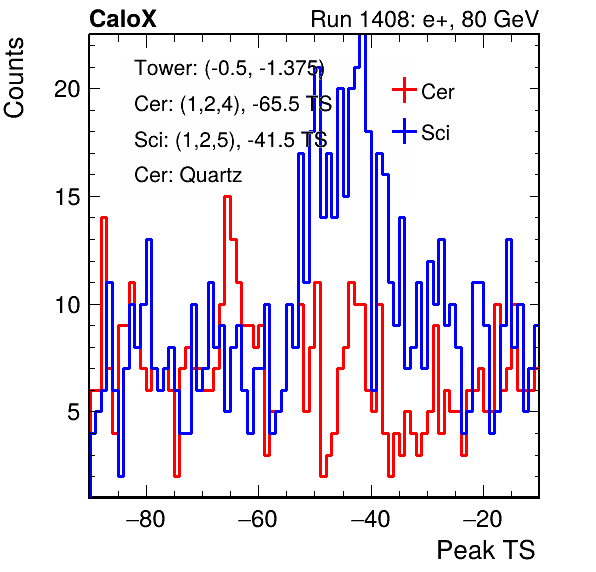 CaloX Run 1408: e+, 80 GeV
Counts
Tower: (-0.5, -1.375)
Cer: (1,2,4), -65.5 TS
Sci: (1,2,5), -41.5 TS
Cer: Quartz
Cer
Sci
20
15
10
5
−80 −60 −40 −20
Peak TS